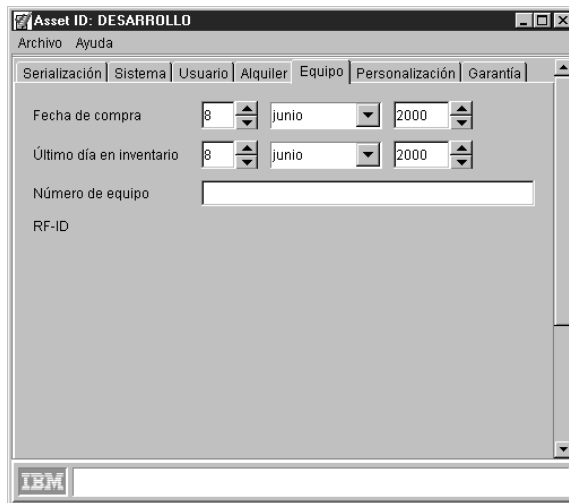 Asset ID: DESARROLLO
Archivo Ayuda
Serialización Sistema Usuario Alquiler Equipo Personalización Garantía
Fecha de compra 8 junio 2000
Último día en inventario 8 junio 2000
Número de equipo
RF-ID
IBM